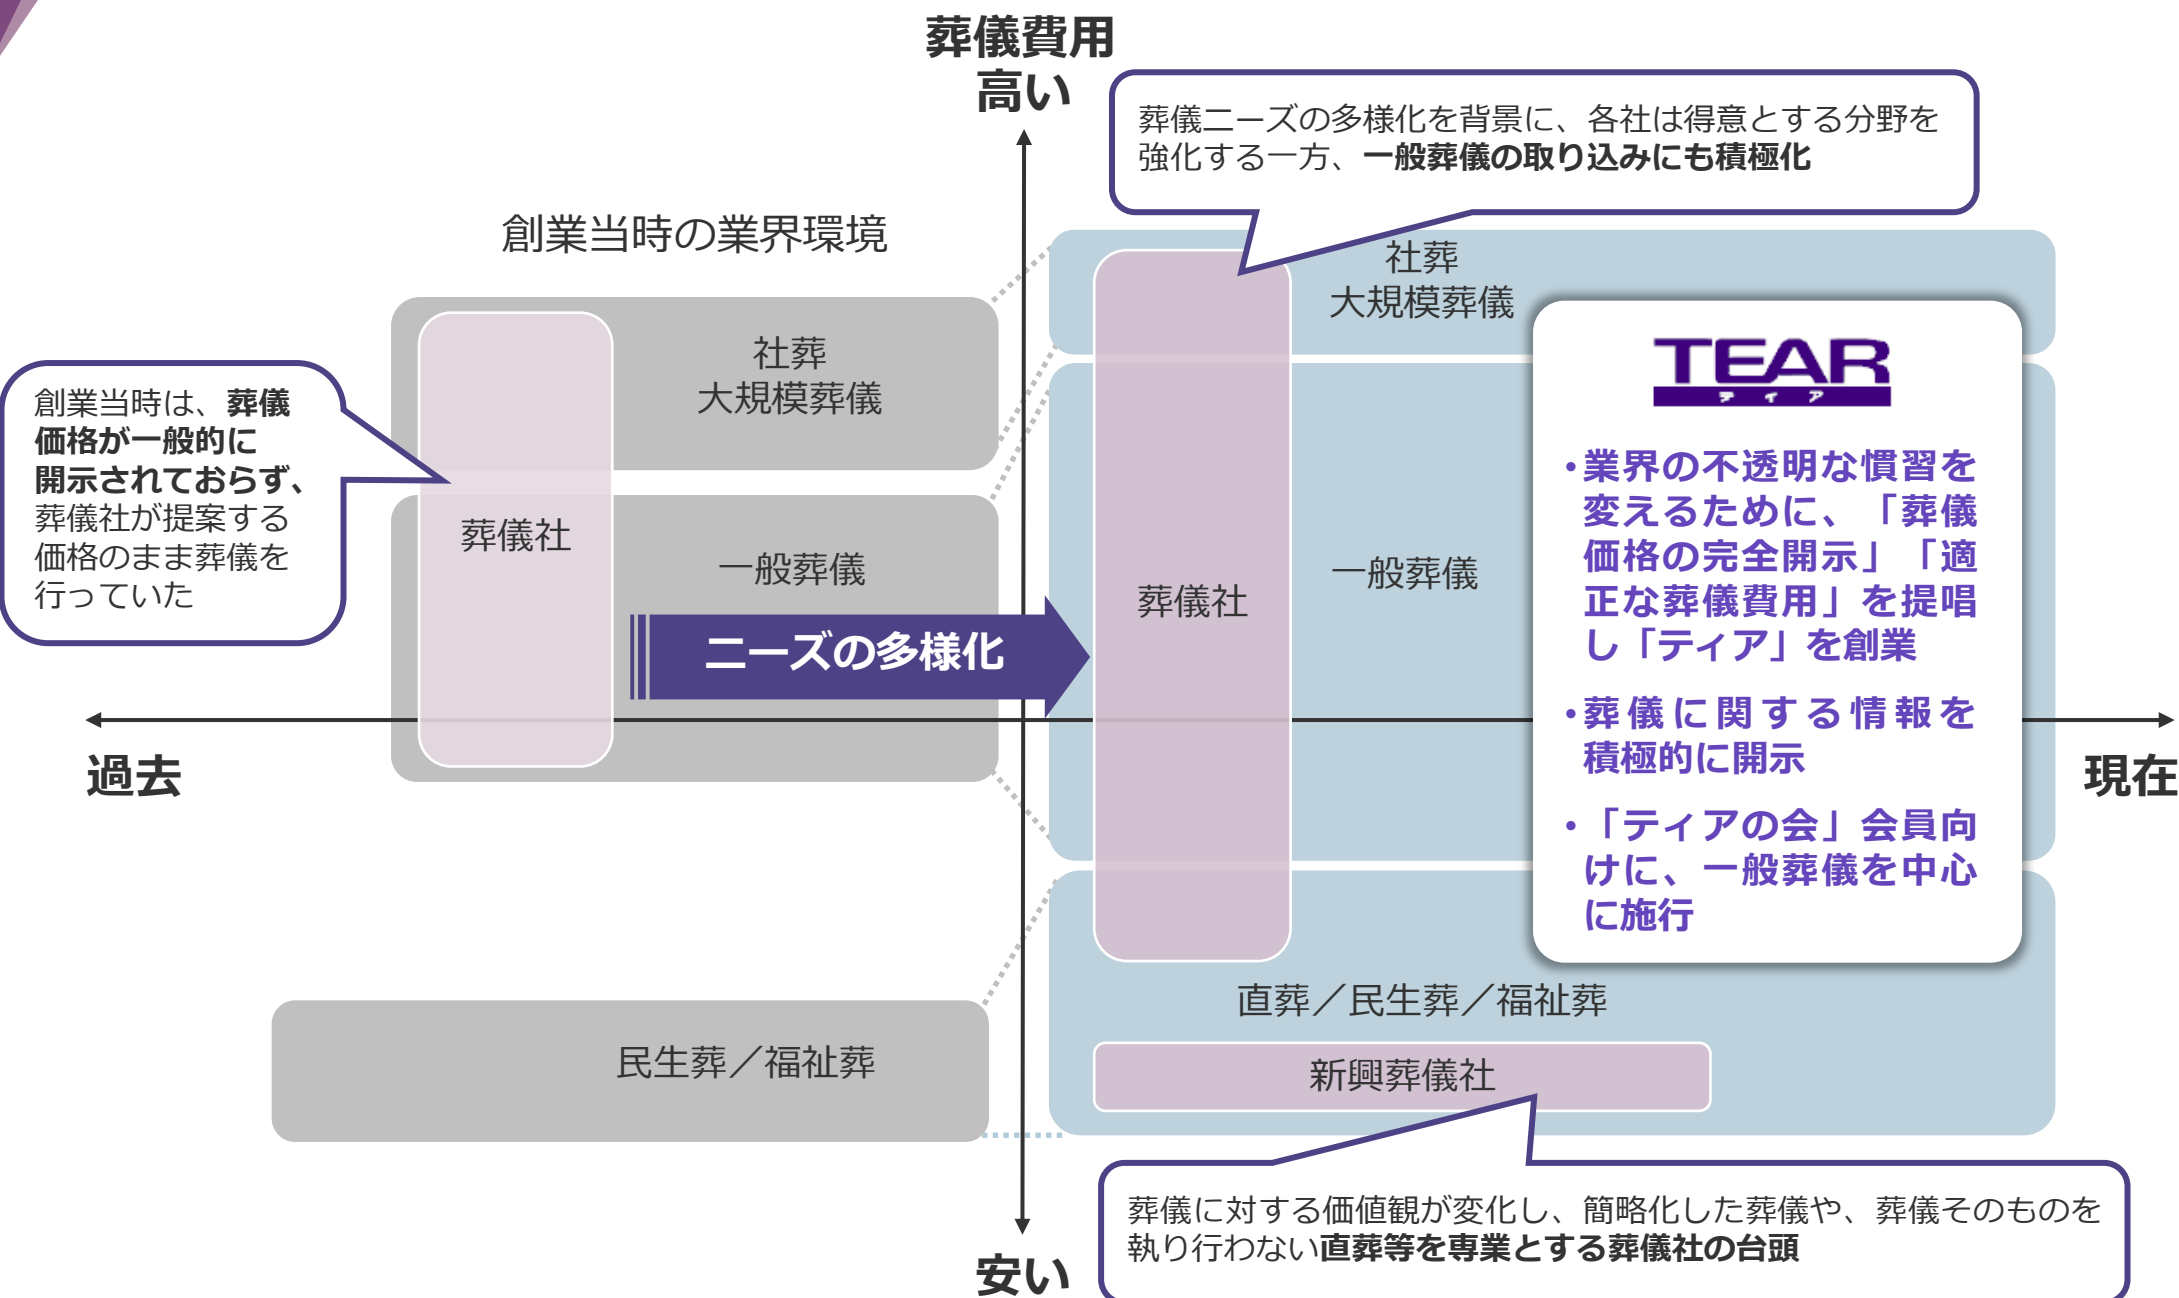 葬儀費用
高い
葬儀ニーズの多様化を背景に、各社は得意とする分野を
強化する一方、一般葬儀の取り込みにも積極化
創業当時の業界環境
社葬
大規模葬儀
葬儀社
一般葬儀
創業当時は、葬儀
価格が一般的に
開示されておらず、
葬儀社が提案する
価格のまま葬儀を
行っていた
ニーズの多様化
社葬
大規模葬儀
葬儀社
一般葬儀
TEAR
ティア
・業界の不透明な慣習を
変えるために、「葬儀
価格の完全開示」「適
正な葬儀費用」を提唱
し「ティア」を創業
・葬儀に関する情報を
積極的に開示
・「ティアの会」会員向
けに、一般葬儀を中心
に施行
過去
現在
民生葬／福祉葬
直葬／民生葬／福祉葬
新興葬儀社
葬儀に対する価値観が変化し、簡略化した葬儀や、葬儀そのものを
執り行わない直葬等を専業とする葬儀社の台頭
安い